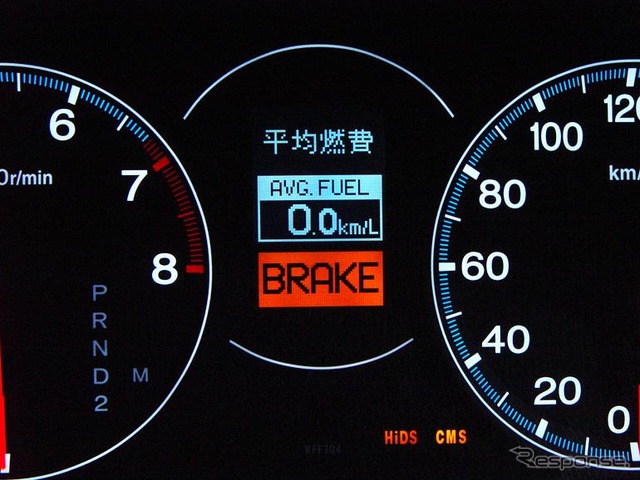 6
7
8
0r/min
P
R
N
D M
2
平均燃費
AVG. FUEL
0.0km/L
BRAKE
HiDS CMS
120
100
80
60
40
20
0
km/
Response.